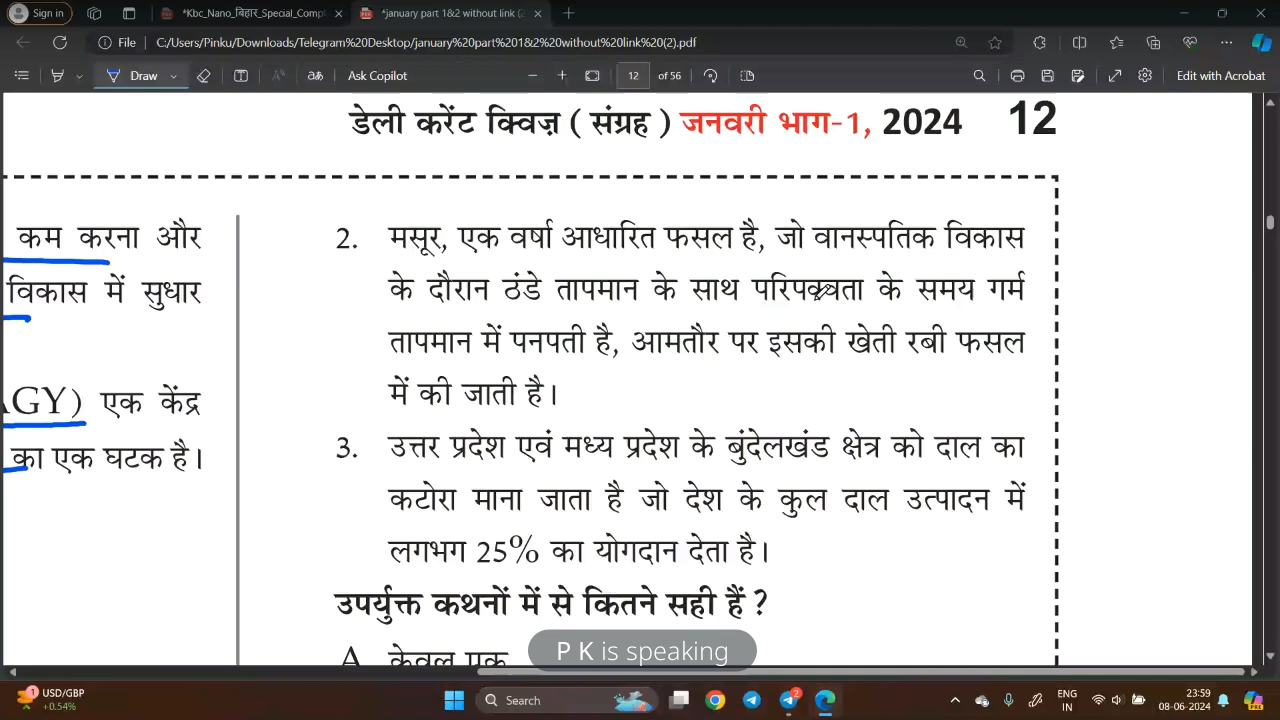 Sign in
*Kbc_Nano_बिहार_Special_Compl
*january part 1&2 without link (2
File
C:/Users/Pinku/Downloads/Telegram%20Desktop/january%20part%201&2%20without%20link%20(2).pdf
Draw
Ask Copilot
12 of 56
Edit with Acrobat
डेली करेंट क्विज़ ( संग्रह ) जनवरी भाग-1, 2024 12
कम करना और
विकास में सुधार
AGY) एक केंद्र
का एक घटक है।
2. मसूर, एक वर्षा आधारित फसल है, जो वानस्पतिक विकास
के दौरान ठंडे तापमान के साथ परिपक्वता के समय गर्म
तापमान में पनपती है, आमतौर पर इसकी खेती रबी फसल
में की जाती है।
3. उत्तर प्रदेश एवं मध्य प्रदेश के बुंदेलखंड क्षेत्र को दाल का
कटोरा माना जाता है जो देश के कुल दाल उत्पादन में
लगभग 25% का योगदान देता है।
उपर्युक्त कथनों में से कितने सही हैं ?
A केवल एक
P K is speaking
USD/GBP
+0.54%
Search
ENG
IN
23:59
08-06-2024